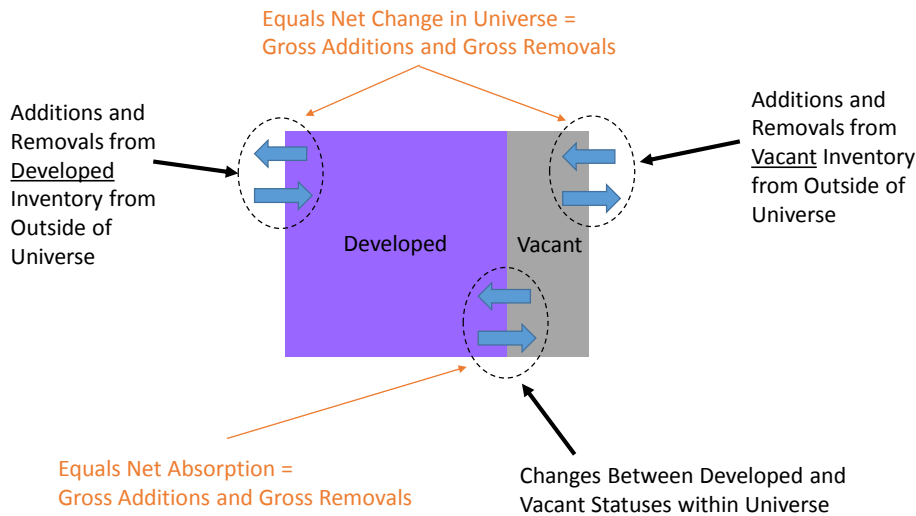 Equals Net Change in Universe =
Gross Additions and Gross Removals
Additions and
Removals from
Developed
Inventory from
Outside of
Universe
Additions and
Removals from
Vacant Inventory
from Outside of
Universe
Developed
Vacant
Equals Net Absorption =
Gross Additions and Gross Removals
Changes Between Developed and
Vacant Statuses within Universe